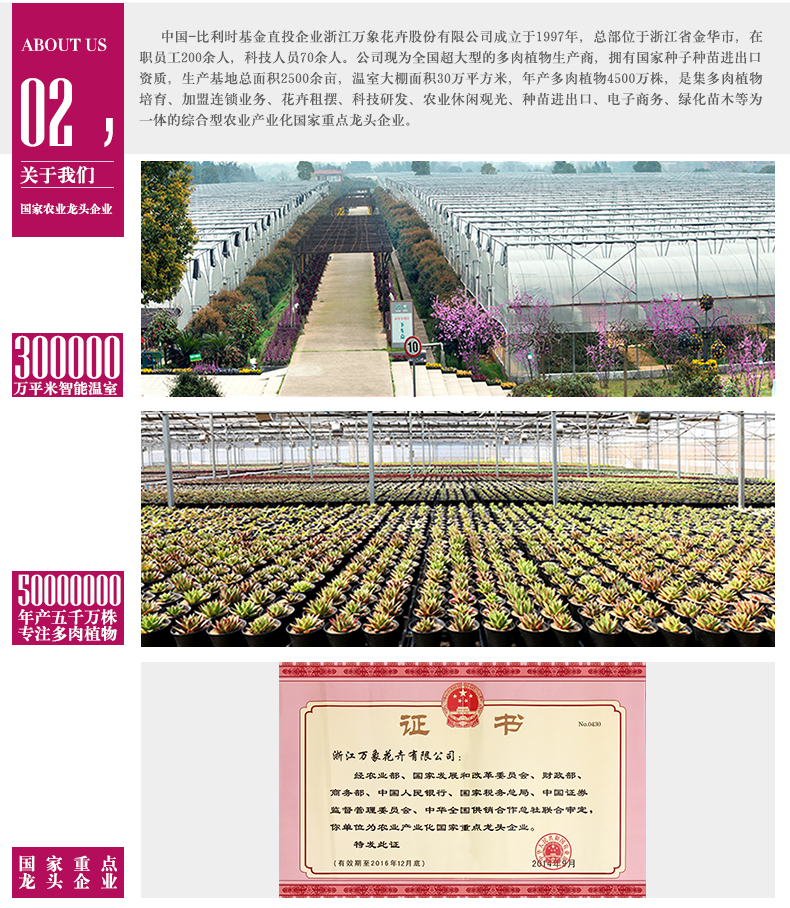 ABOUT US
02,
关于我们
国家农业龙头企业
中国-比利时基金直投企业浙江万象花卉股份有限公司成立于1997年，总部位于浙江省金华市，在
职员工200余人，科技人员70余人。公司现为全国超大型的多肉植物生产商，拥有国家种子种苗进出口
资质，生产基地总面积2500余亩，温室大棚面积30万平方米，年产多肉植物4500万株，是集多肉植物
培育、加盟连锁业务、花卉租摆、科技研发、农业休闲观光、种苗进出口、电子商务、绿化苗木等为
一体的综合型农业产业化国家重点龙头企业。
10
300000
万平米智能温室
50000000
年产五千万株
专注多肉植物
国家重点
龙头企业
证书
No.0430
浙江万象花卉有限公司：
经农业部、国家发展和改革委员会、财政部、
商务部、中国人民银行、国家税务总局、中国证券
监督管理委员会、中华全国供销合作总社联合审定，
你单位为农业产业化国家重点龙头企业。
特发此证
(有效期至2016年12月底)
2014年9月